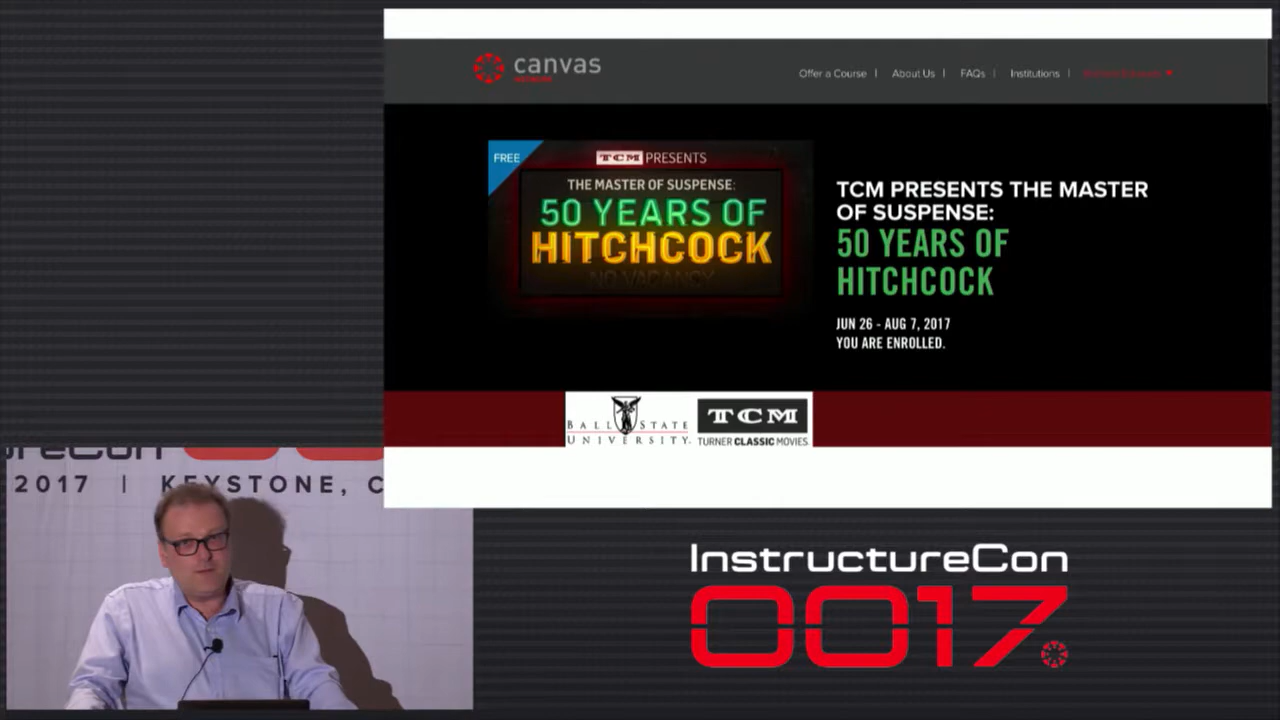 canvas
Offer a Course | About Us | FAQs | Institutions |
FREE
TCM PRESENTS
THE MASTER OF SUSPENSE:
50 YEARS OF
HITCHCOCK
NO VACANCY
TCM PRESENTS THE MASTER
OF SUSPENSE:
50 YEARS OF
HITCHCOCK
JUN 26 - AUG 7, 2017
YOU ARE ENROLLED.
BALL STATE
UNIVERSITY.
TCM
TURNER CLASSIC MOVIES
ureCon
2017 | KEYSTONE, C
InstructureCon
0017